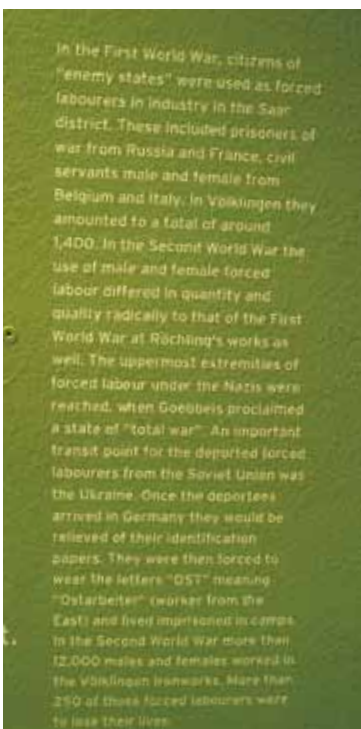 In the First World War, citizens of
"enemy states" were used as forced
labourers in industry in the Saar
district. These included prisoners of
war from Russia and France, civil
servants male and female from
Belgium and Italy. In Völklingen they
amounted to a total of around
1,400. In the Second World War the
use of male and female forced
labour differed in quantity and
quality radically to that of the First
World War at Röchling's works as
well. The uppermost extremities of
forced labour under the Nazis were
reached, when Goebbels proclaimed
a state of "total war". An important
transit point for the deported forced
labourers from the Soviet Union was
the Ukraine. Once the deportees
arrived in Germany they would be
relieved of their identification
papers. They were then forced to
wear the letters "OST" meaning
"Ostarbeiter" (worker from the
East) and lived imprisoned in camps.
In the Second World War more than
12,000 males and females worked in
the Völklingen Ironworks. More than
250 of those forced labourers were
to lose their lives.